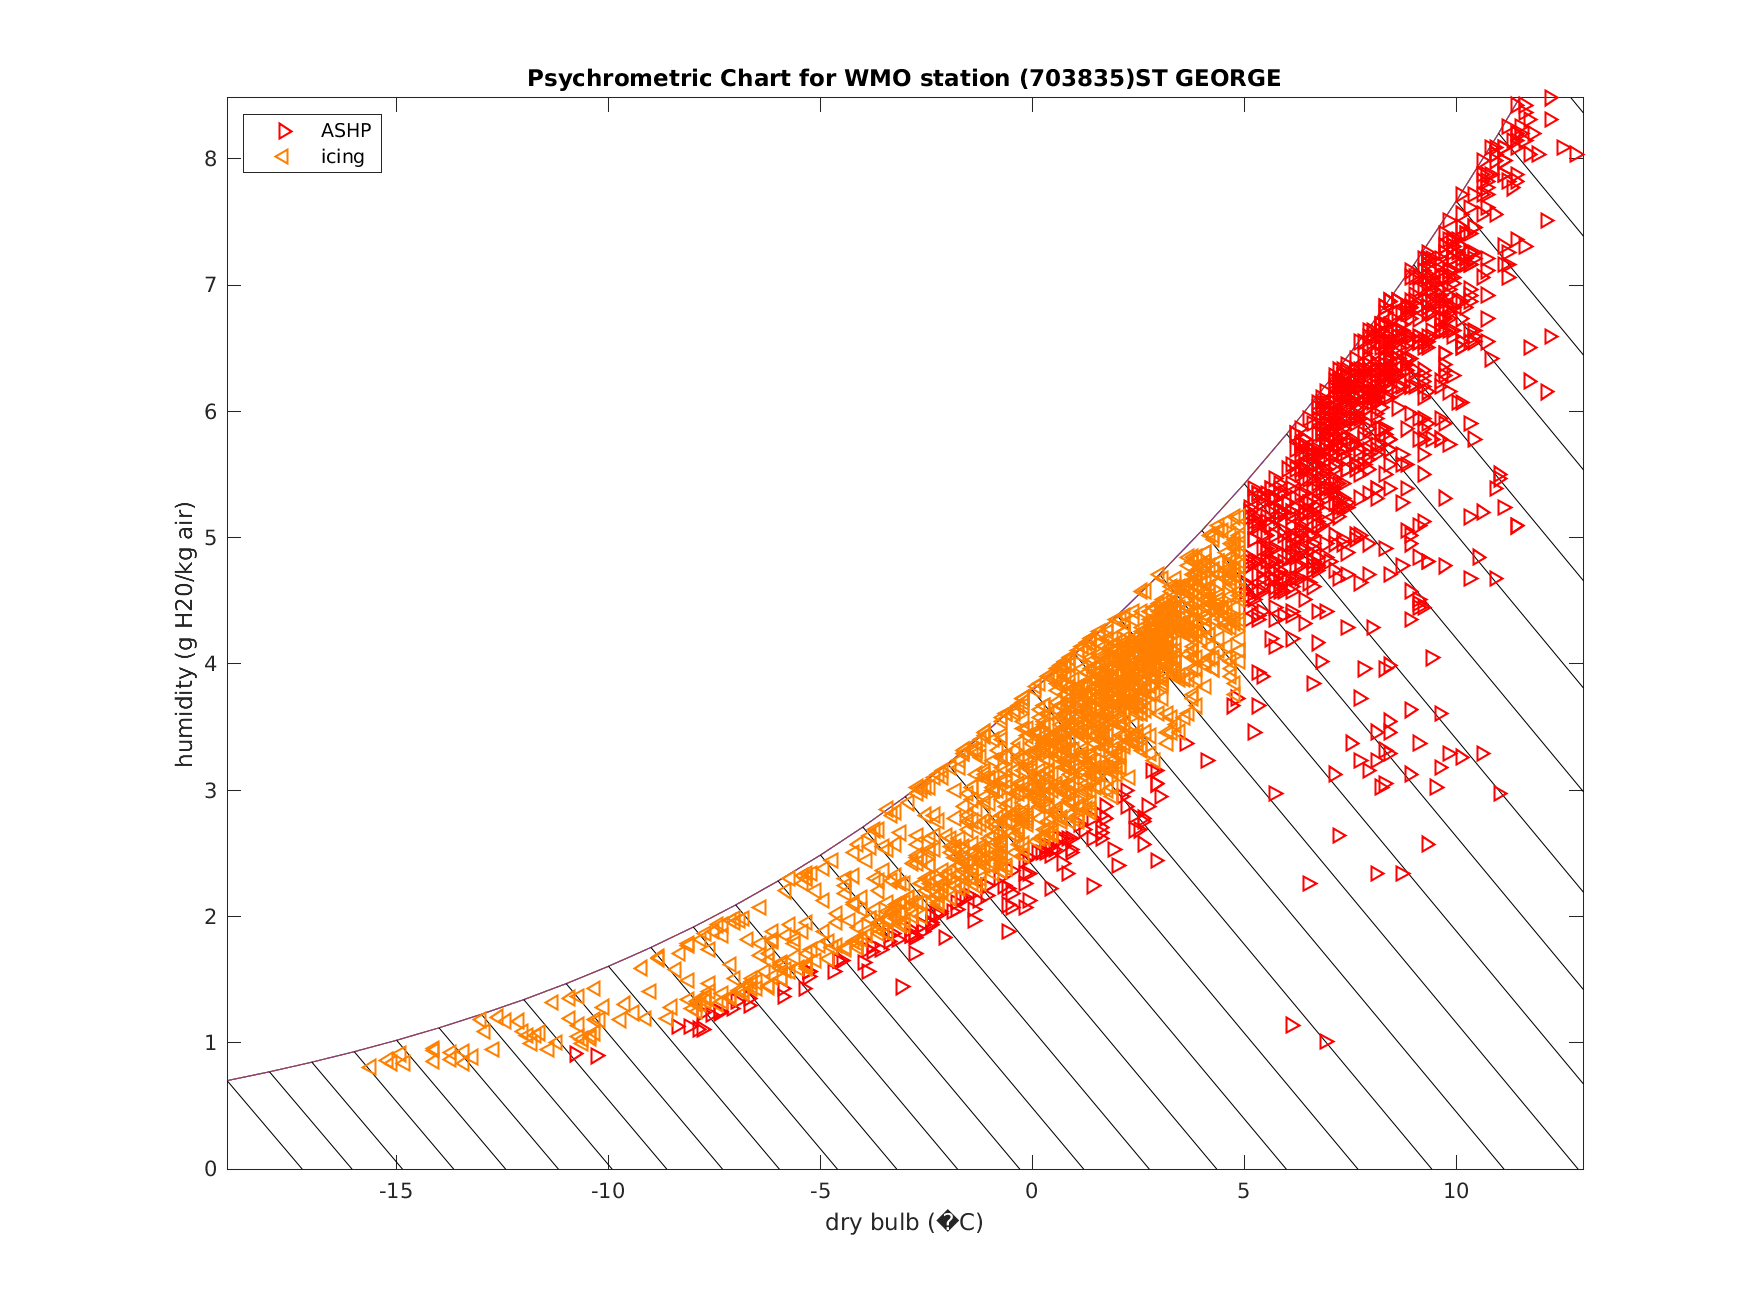 Psychrometric Chart for WMO station (703835)ST GEORGE
ASHP
icing
humidity (g H20/kg air)
8
7
6
5
4
3
2
1
0
-15 -10 -5 0 5 10
dry bulb (�C)